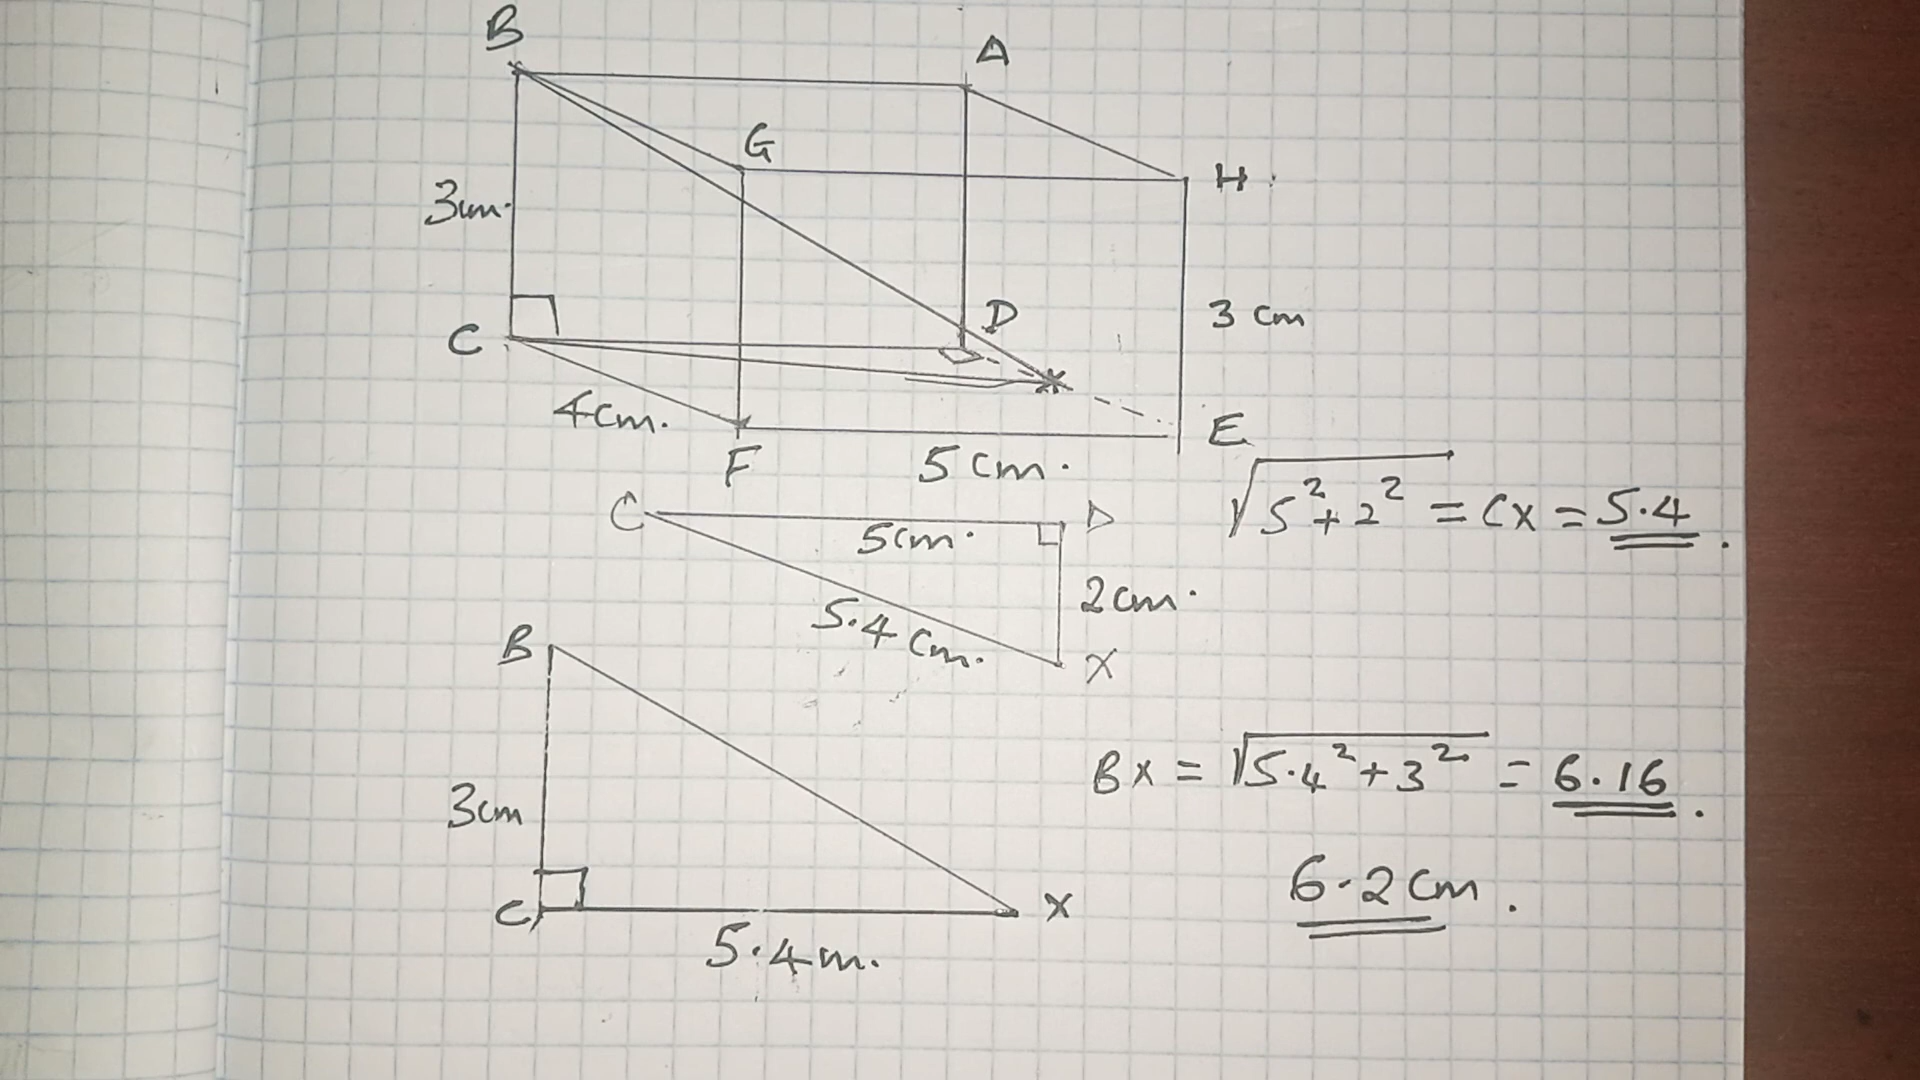 B
A
G
H
3cm.
C
D
3 cm
4cm.
E
F
5 cm.
√5²+2² = CX = 5.4.
C
D
5cm.
2cm.
5.4 cm.
X
B
BX = √5.4²+3² = 6.16.
3cm
6.2 cm.
C
X
5.4m.